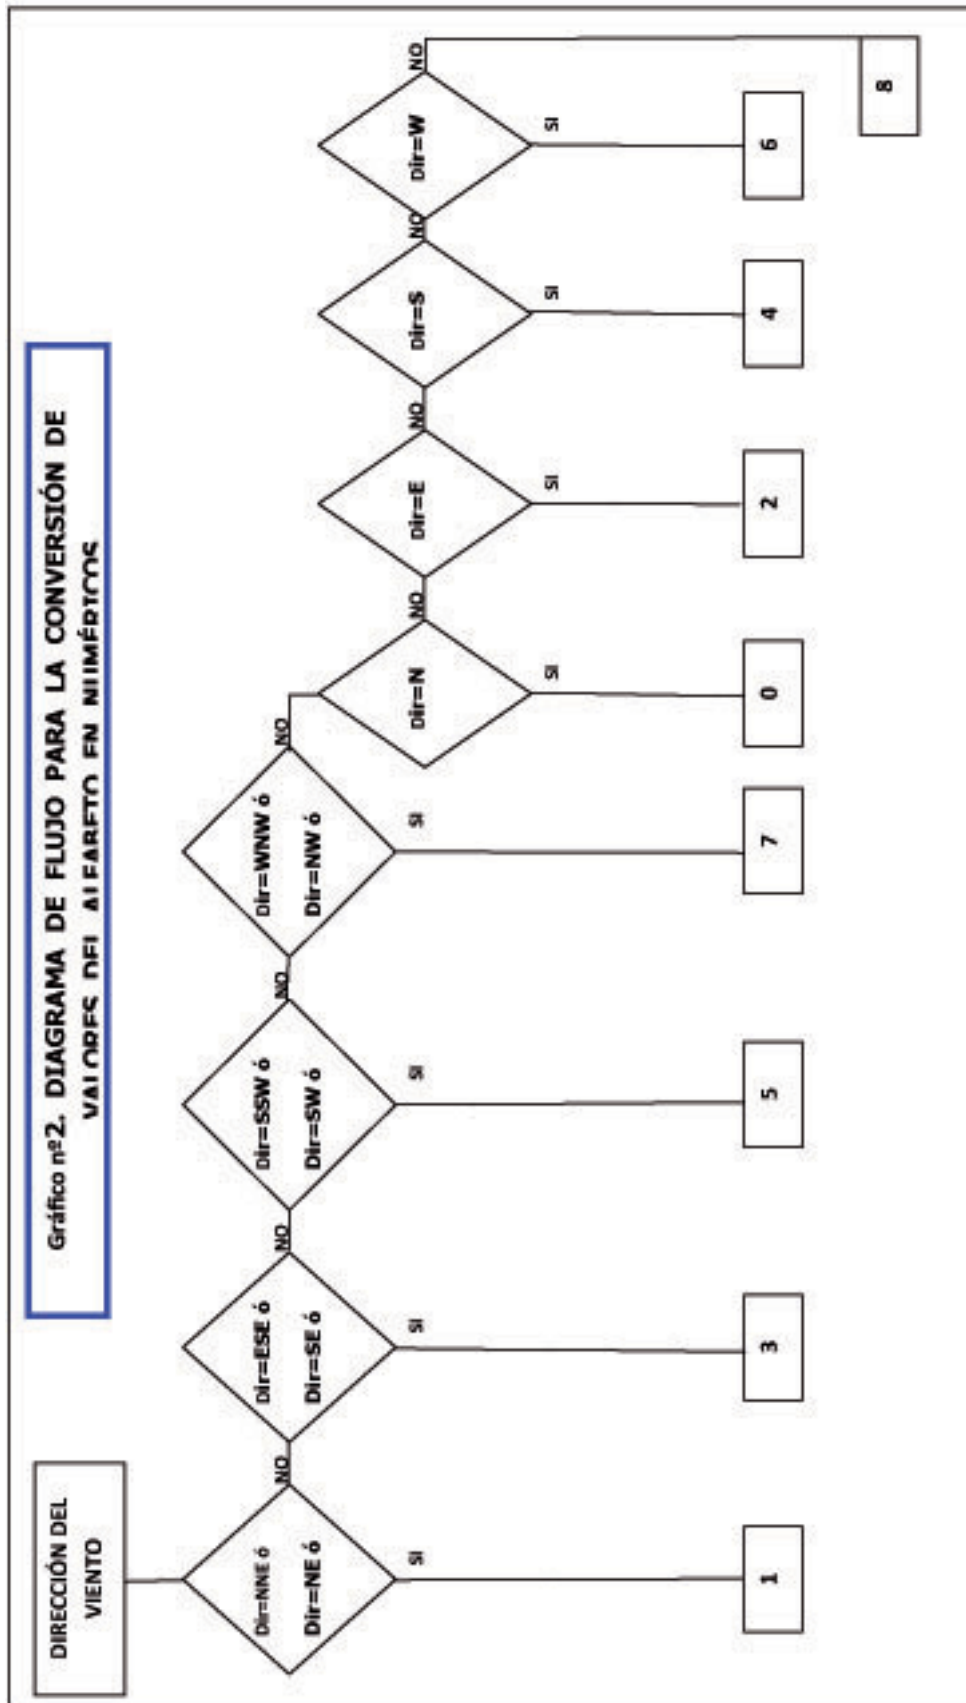 Gráfico nº2. DIAGRAMA DE FLUJO PARA LA CONVERSIÓN DE
VALORES DEL ALFABETO EN NUMÉRICOS
DIRECCIÓN DEL
VIENTO
Dir=NNE ó
Dir=NE ó
NO
SI
1
Dir=ESE ó
Dir=SE ó
NO
SI
3
Dir=SSW ó
Dir=SW ó
NO
SI
5
Dir=WNW ó
Dir=NW ó
NO
SI
7
Dir=N
NO
SI
0
Dir=E
NO
SI
2
Dir=S
NO
SI
4
Dir=W
NO
SI
6
8